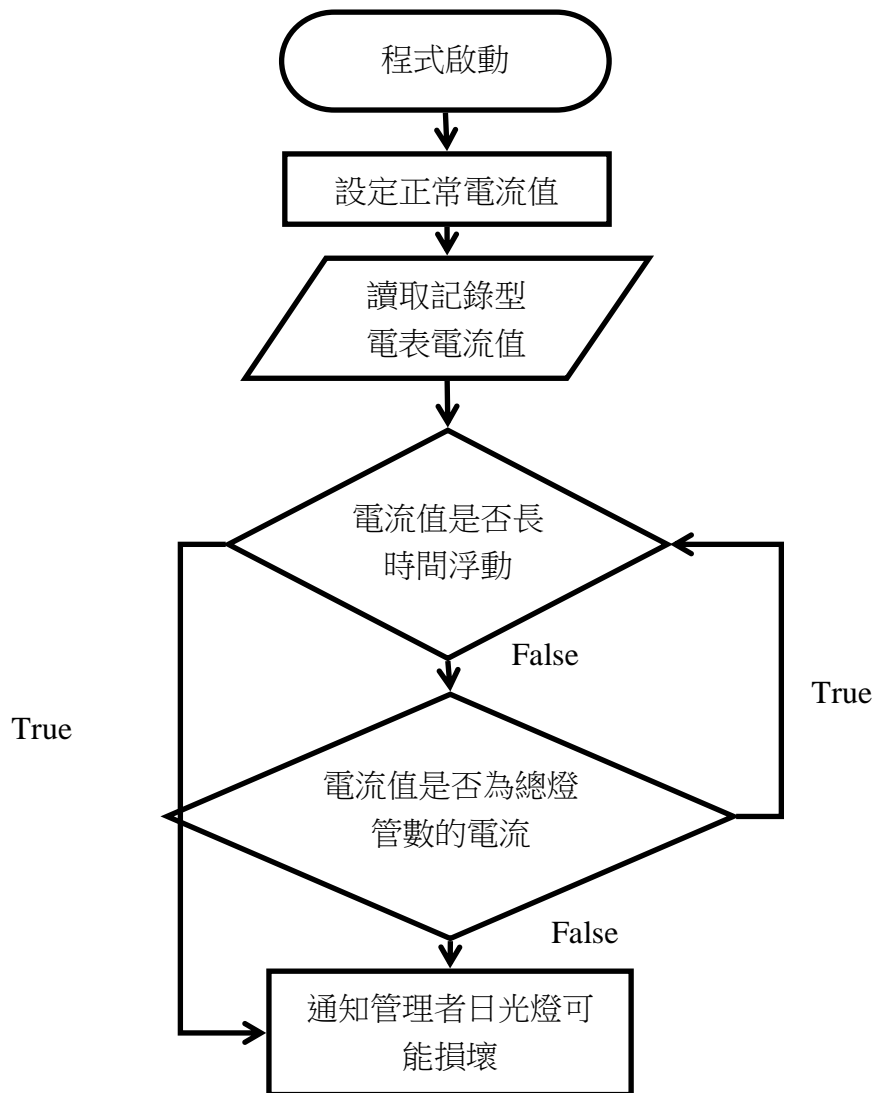 程式啟動
設定正常電流值
讀取記錄型
電表電流值
電流值是否長
時間浮動
False
True
True
電流值是否為總燈
管數的電流
False
通知管理者日光燈可
能損壞